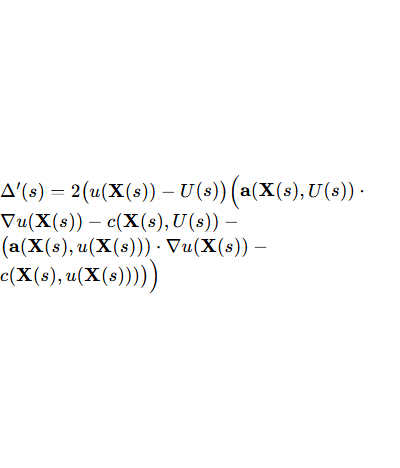 Δ′(s) = 2(u(𝐗(s)) − U(s))(𝐚(𝐗(s), U(s)) ·
∇u(𝐗(s)) − c(𝐗(s), U(s)) −
(𝐚(𝐗(s), u(𝐗(s))) · ∇u(𝐗(s)) −
c(𝐗(s), u(𝐗(s)))))